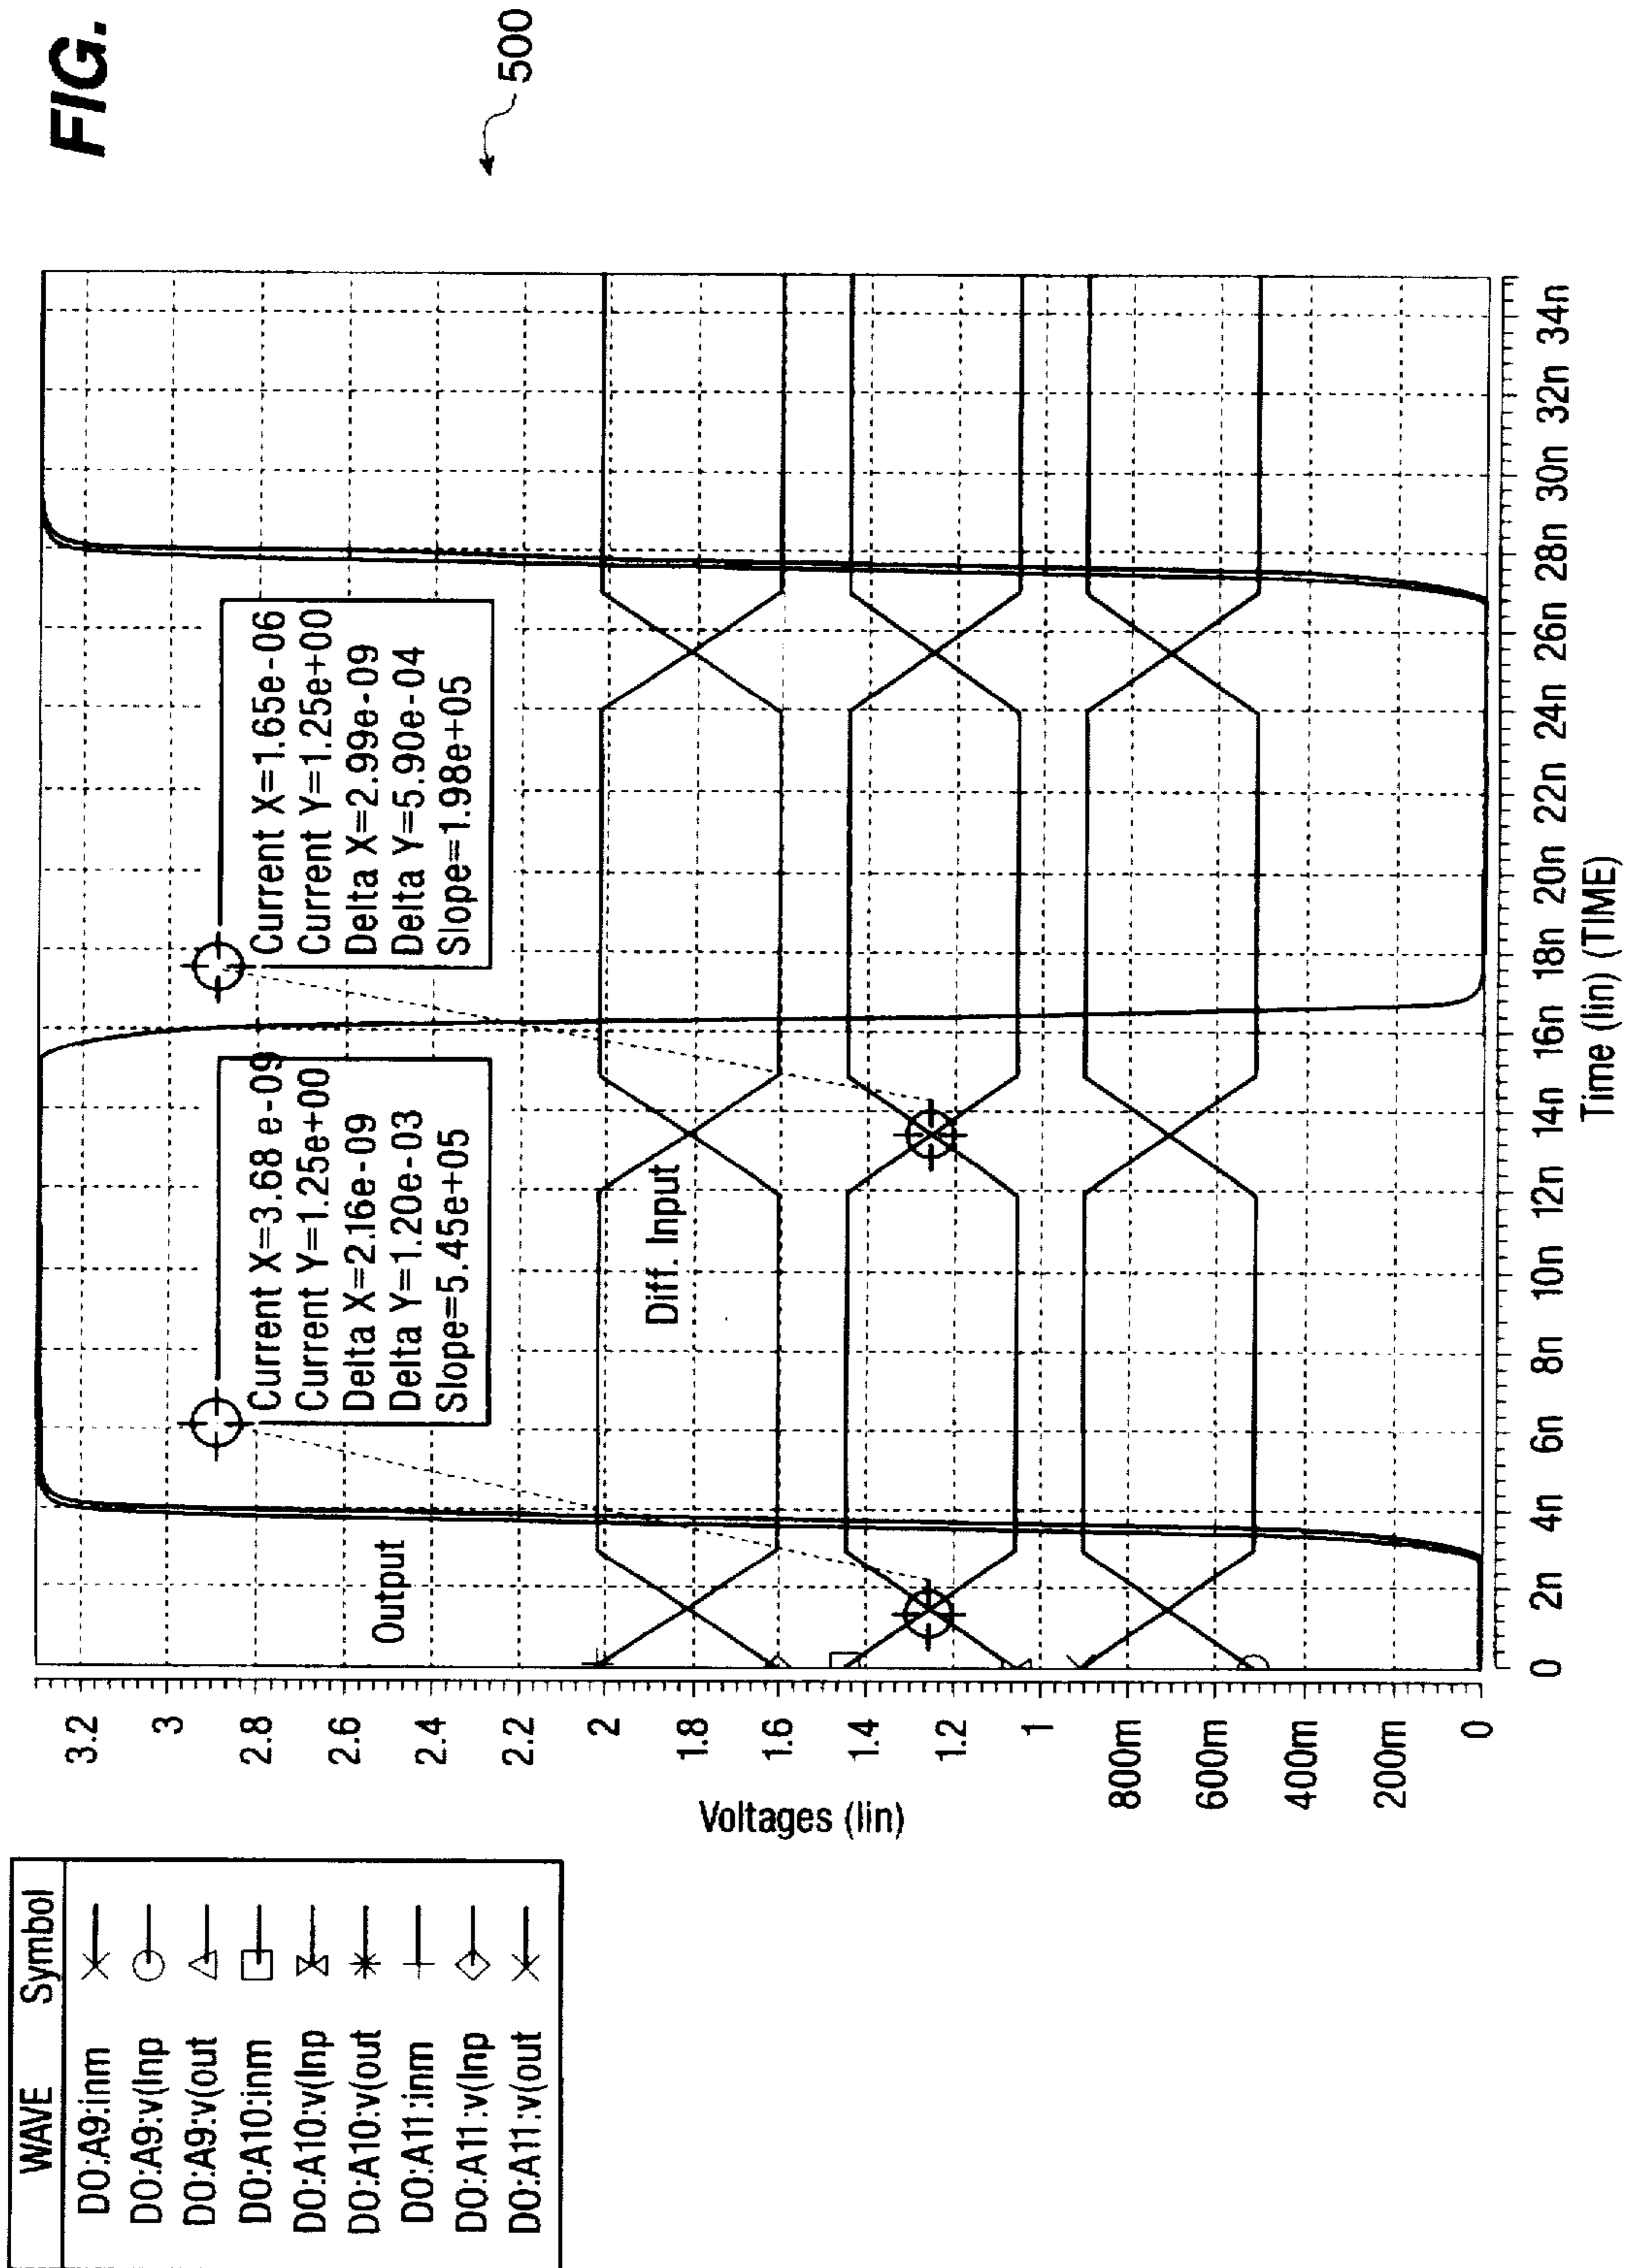 FIG.
500
WAVE Symbol
D0:A9:inm
D0:A9:v(Inp
D0:A9:v(out
D0:A10:inm
D0:A10:v(Inp
D0:A10:v(out
D0:A11:inm
D0:A11:v(Inp
D0:A11:v(out
Voltages (lin)
3.2
3
2.8
2.6
2.4
2.2
2
1.8
1.6
1.4
1.2
1
800m
600m
400m
200m
0
Output
Diff. Input
Current X=3.68 e-09
Current Y=1.25e+00
Delta X=2.16e-09
Delta Y=1.20e-03
Slope=5.45e+05
Current X=1.65e-06
Current Y=1.25e+00
Delta X=2.99e-09
Delta Y=5.90e-04
Slope=1.98e+05
0 2n 4n 6n 8n 10n 12n 14n 16n 18n 20n 22n 24n 26n 28n 30n 32n 34n
Time (lin) (TIME)